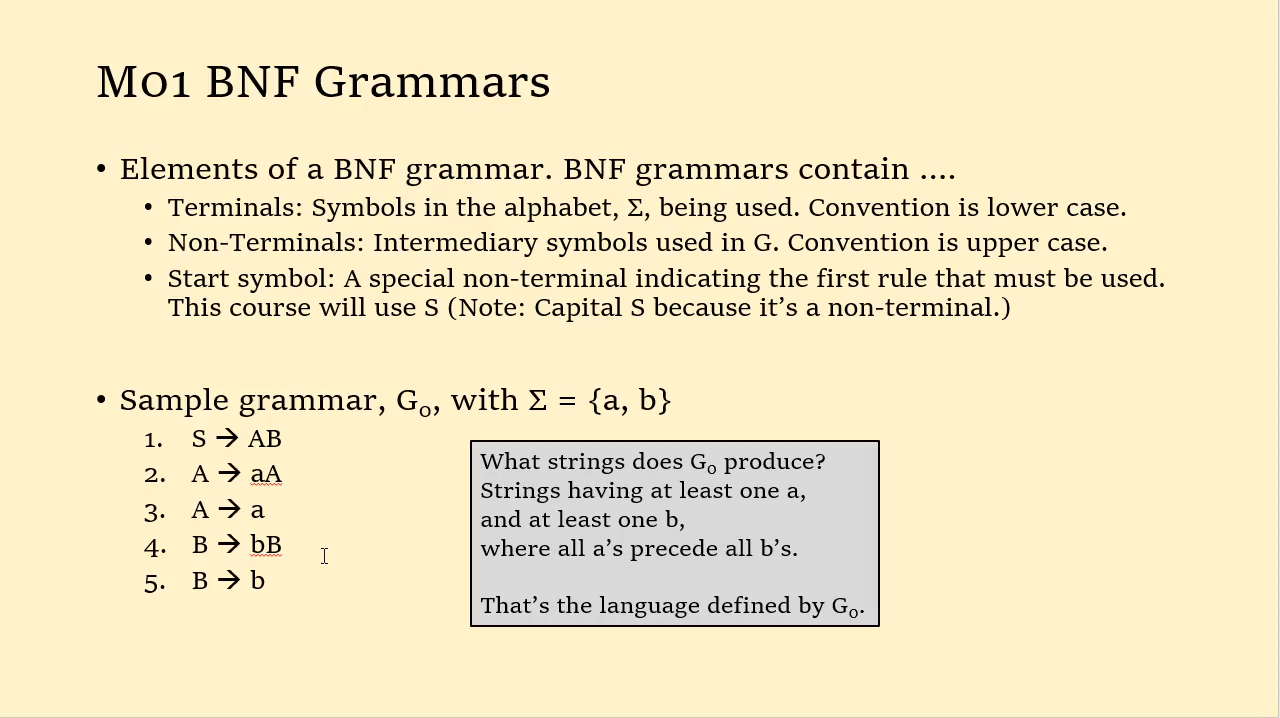 M01 BNF Grammars
• Elements of a BNF grammar. BNF grammars contain ....
• Terminals: Symbols in the alphabet, Σ, being used. Convention is lower case.
• Non-Terminals: Intermediary symbols used in G. Convention is upper case.
• Start symbol: A special non-terminal indicating the first rule that must be used.
This course will use S (Note: Capital S because it’s a non-terminal.)
• Sample grammar, G₀, with Σ = {a, b}
1. S → AB
2. A → aA
3. A → a
4. B → bB
5. B → b
What strings does G₀ produce?
Strings having at least one a,
and at least one b,
where all a’s precede all b’s.
That’s the language defined by G₀.